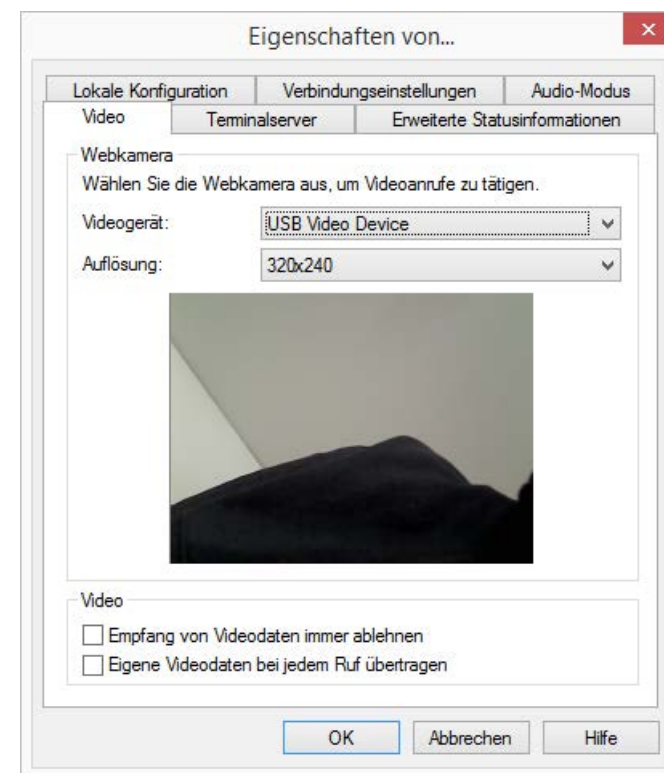 Eigenschaften von...
Lokale Konfiguration Verbindungseinstellungen Audio-Modus
Video Terminalserver Erweiterte Statusinformationen
Webkamera
Wählen Sie die Webkamera aus, um Videoanrufe zu tätigen.
Videogerät: USB Video Device
Auflösung: 320x240
Video
Empfang von Videodaten immer ablehnen
Eigene Videodaten bei jedem Ruf übertragen
OK Abbrechen Hilfe